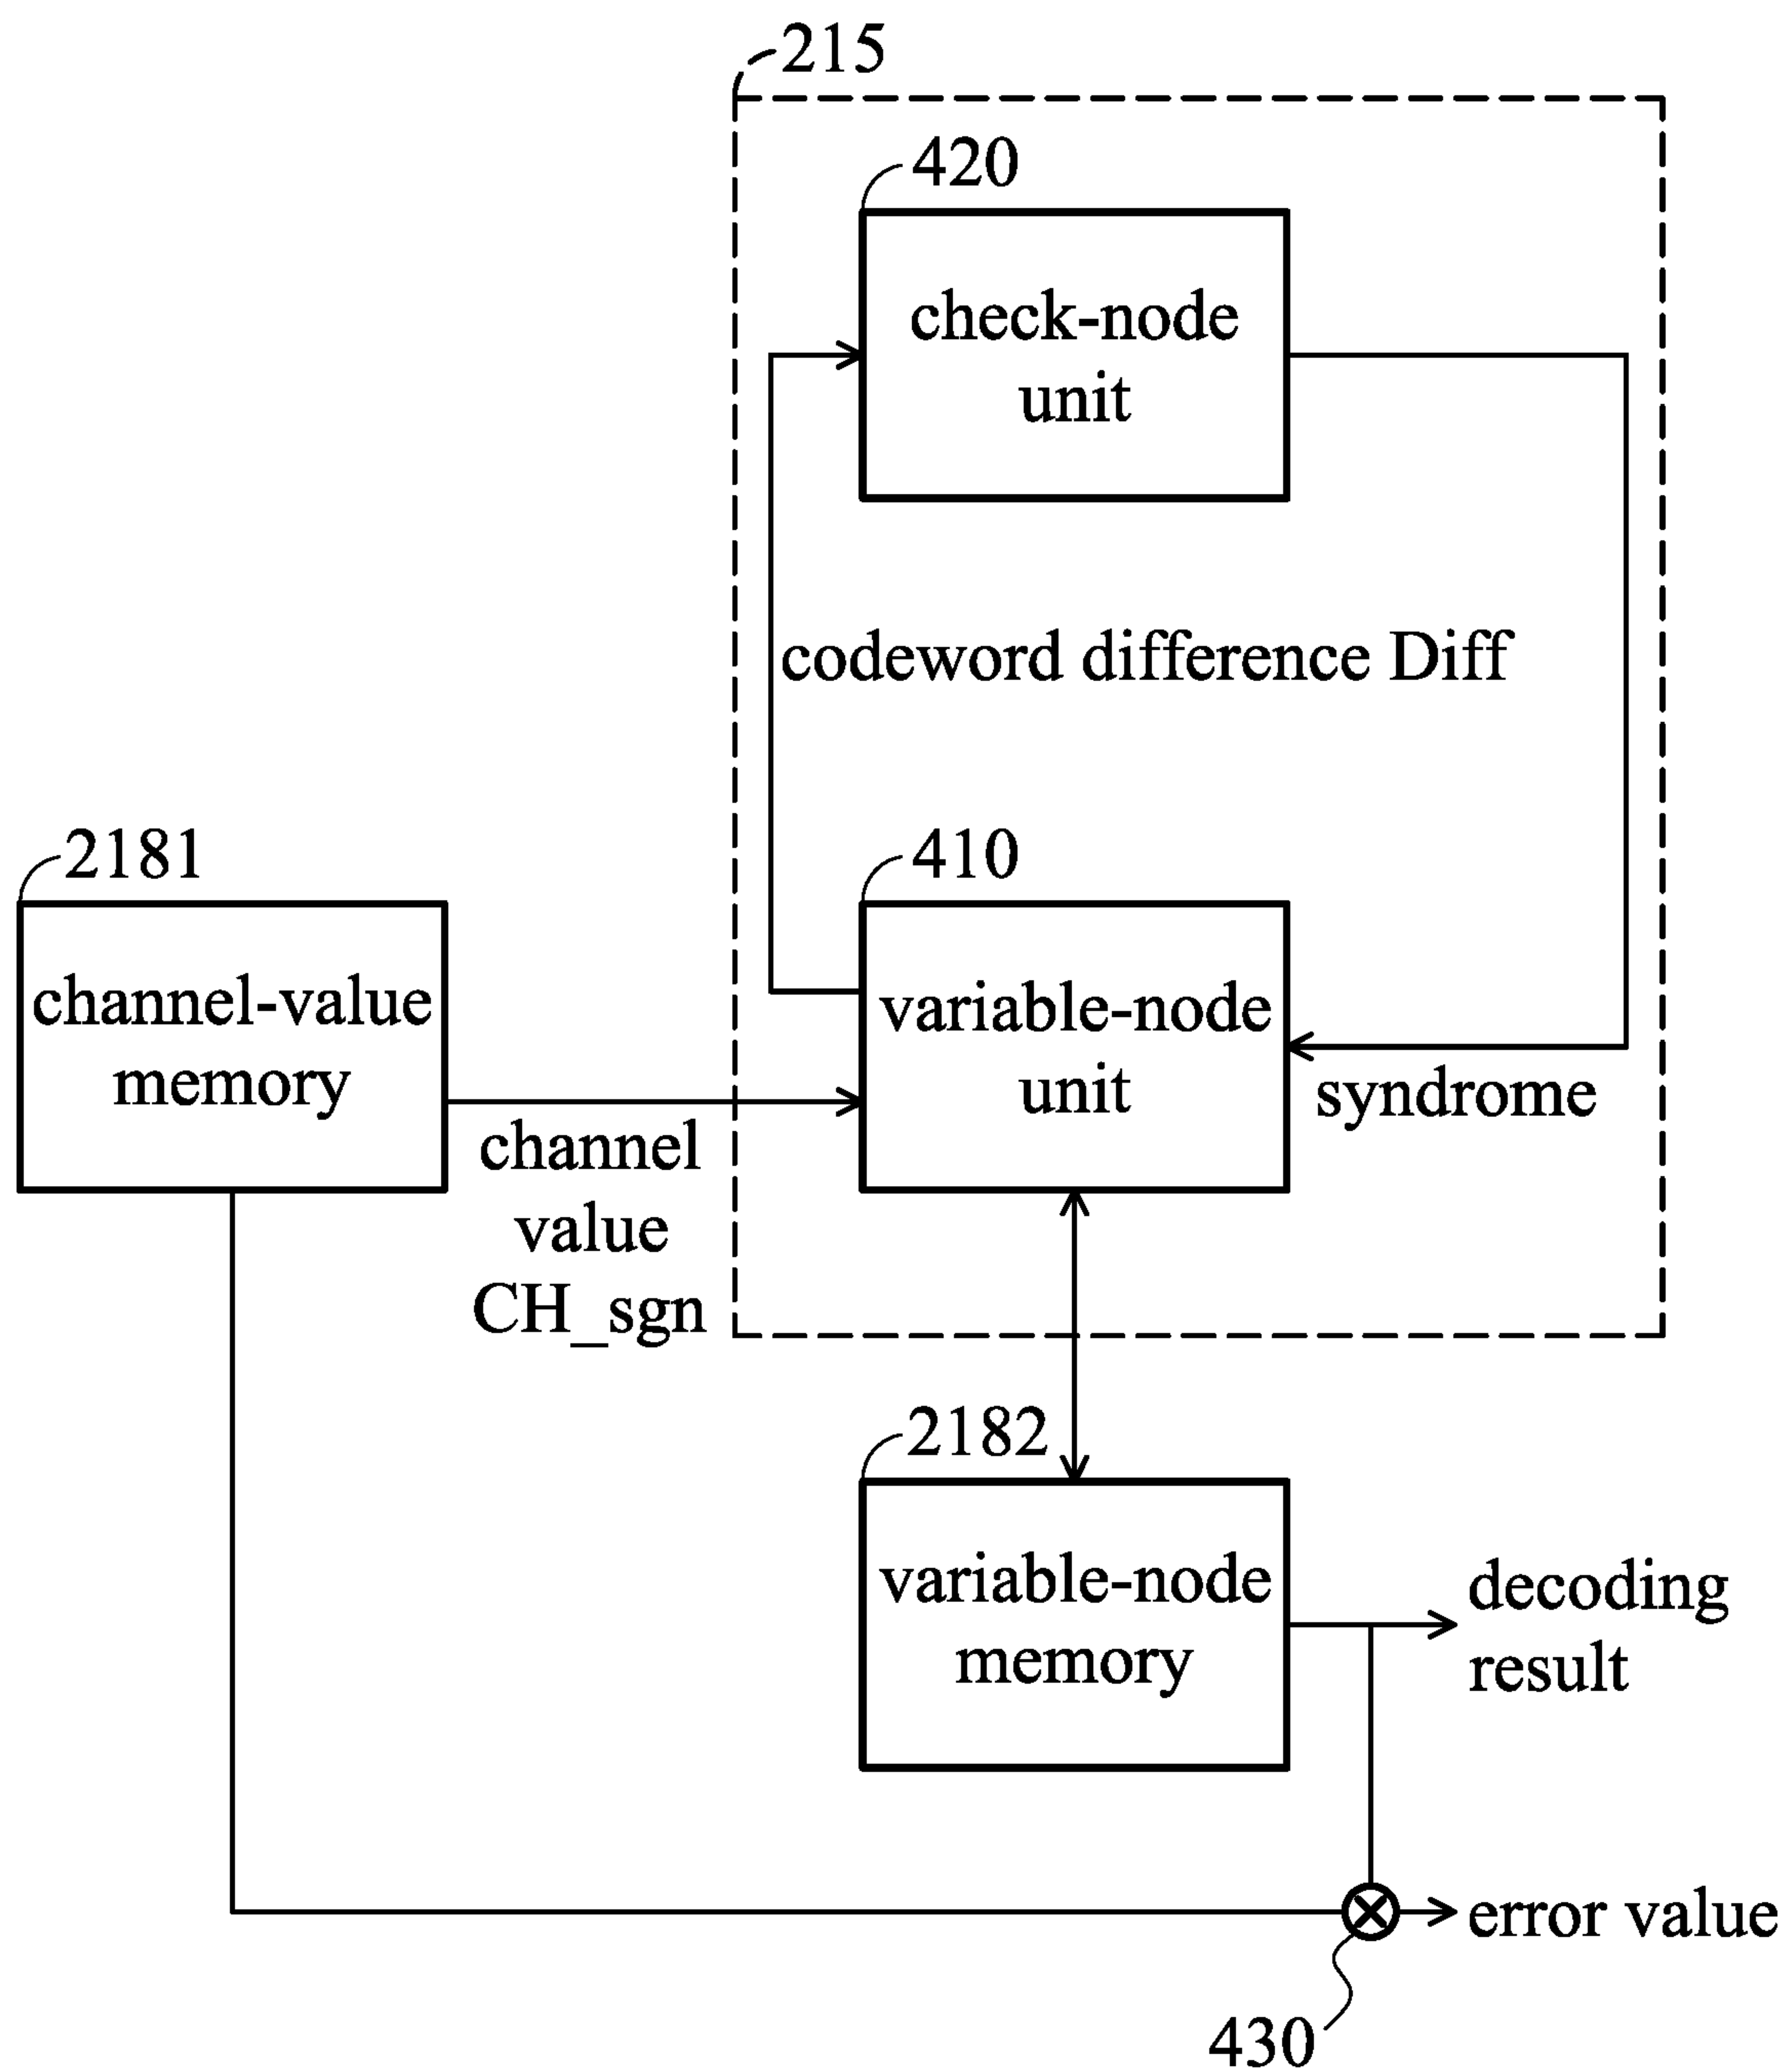 215
420
check-node
unit
codeword difference Diff
2181
410
channel-value
memory
variable-node
unit
syndrome
channel
value
CH_sgn
2182
variable-node
memory
decoding
result
error value
430